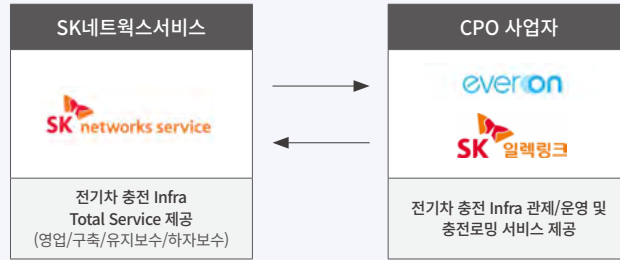 SK네트웍스서비스
SK networks service
전기차 충전 Infra
Total Service 제공
(영업/구축/유지보수/하자보수)
CPO 사업자
everon
SK 일렉링크
전기차 충전 Infra 관제/운영 및
충전로밍 서비스 제공